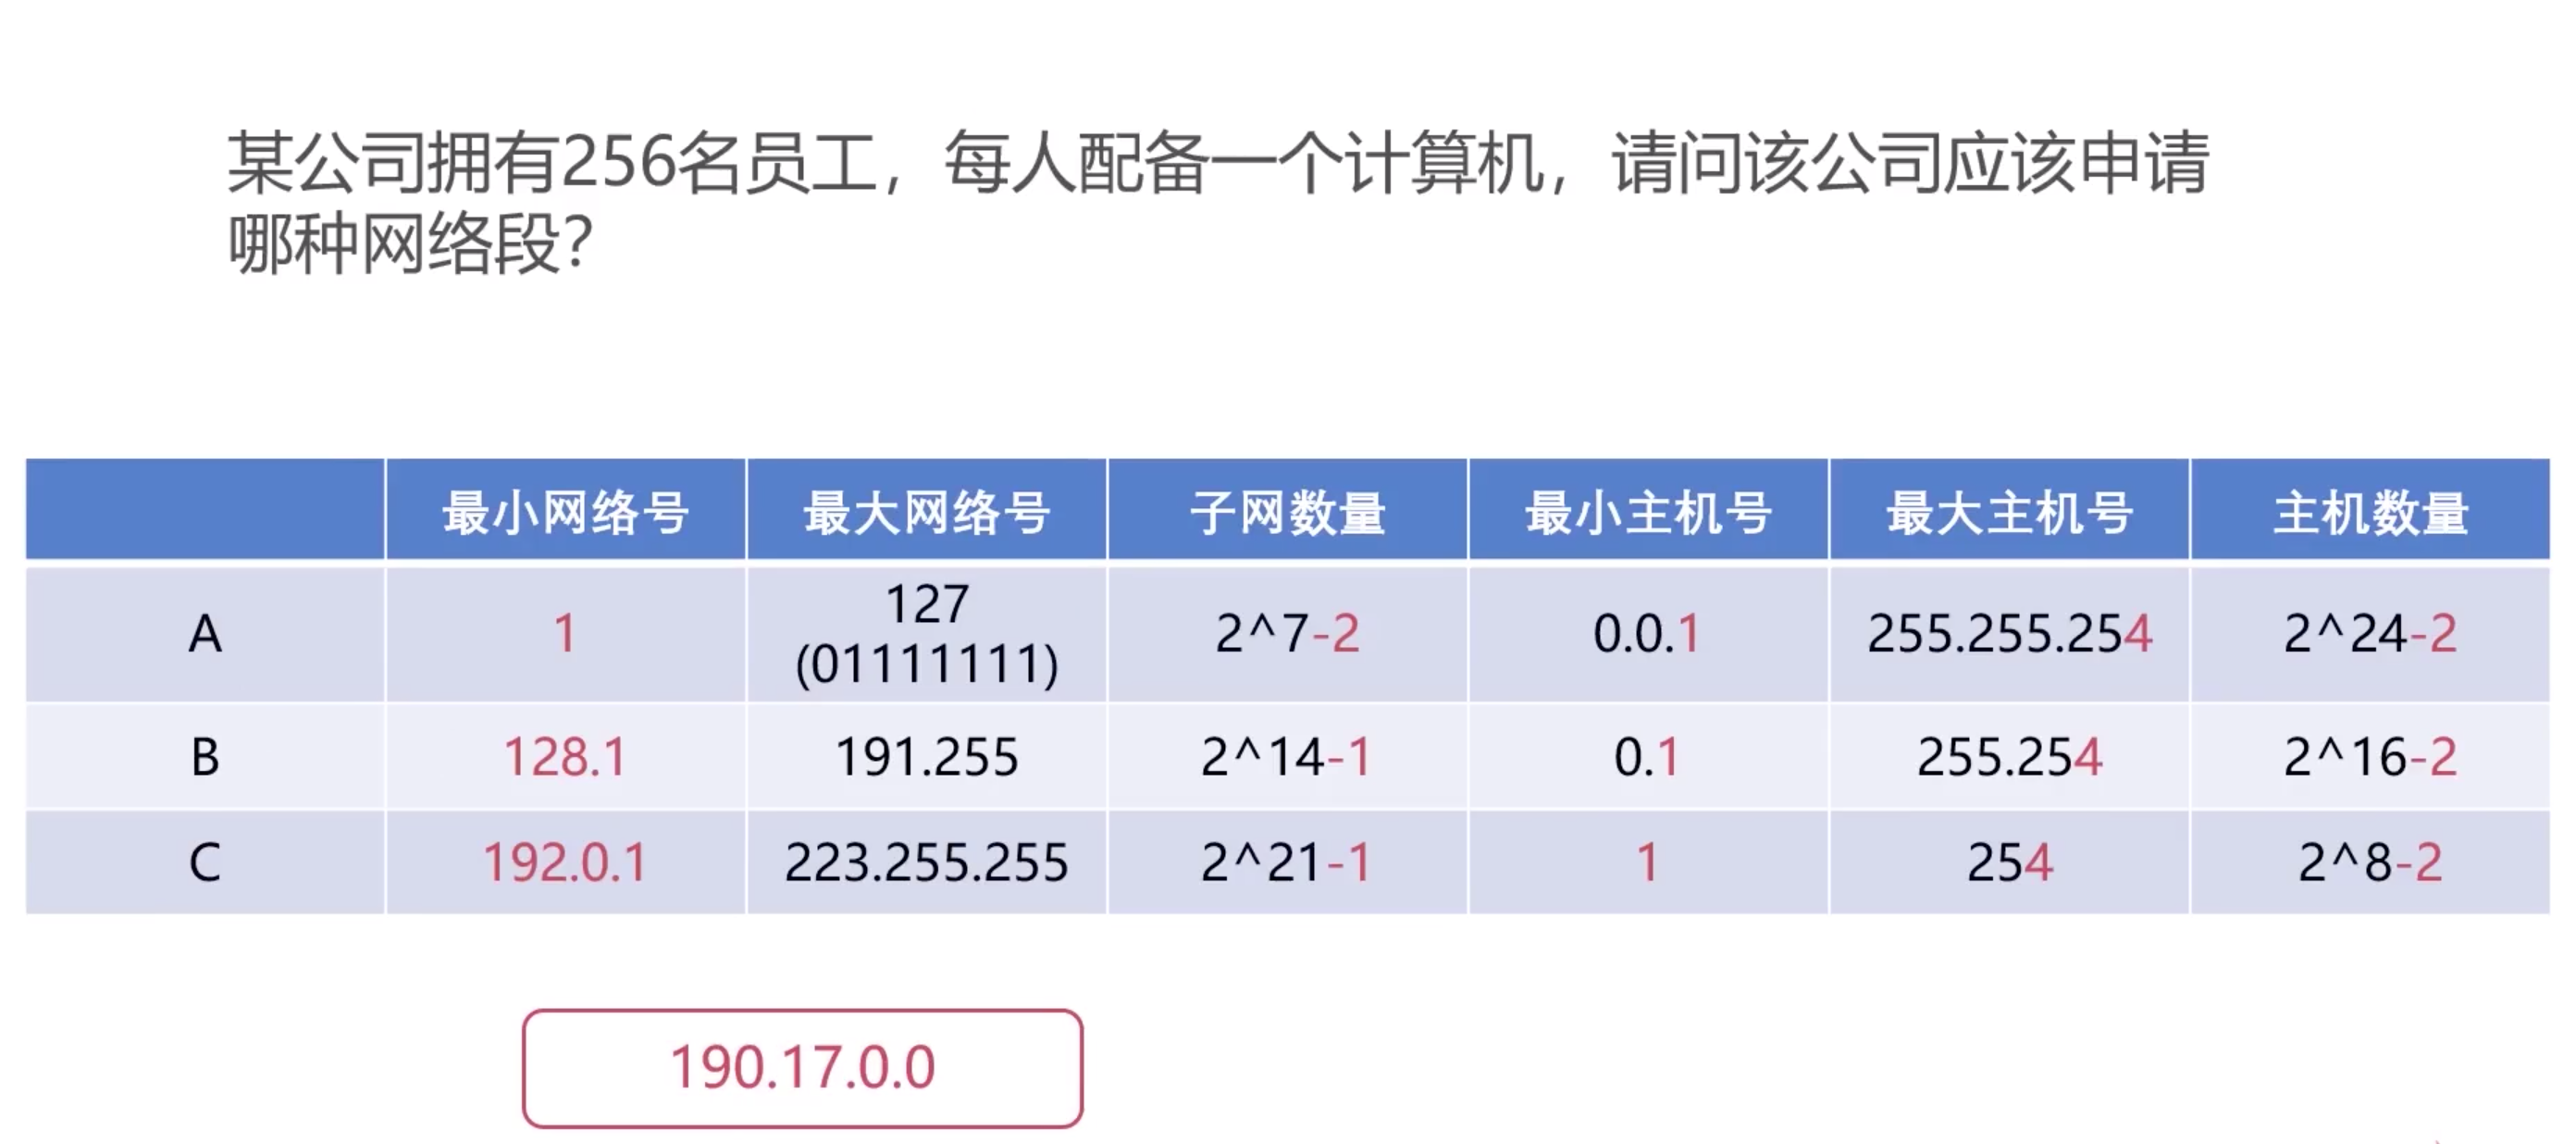 某公司拥有256名员工，每人配备一个计算机，请问该公司应该申请
哪种网络段？
最小网络号 最大网络号 子网数量 最小主机号 最大主机号 主机数量
A 1 127 (01111111) 2^7-2 0.0.1 255.255.254 2^24-2
B 128.1 191.255 2^14-1 0.1 255.254 2^16-2
C 192.0.1 223.255.255 2^21-1 1 254 2^8-2
190.17.0.0